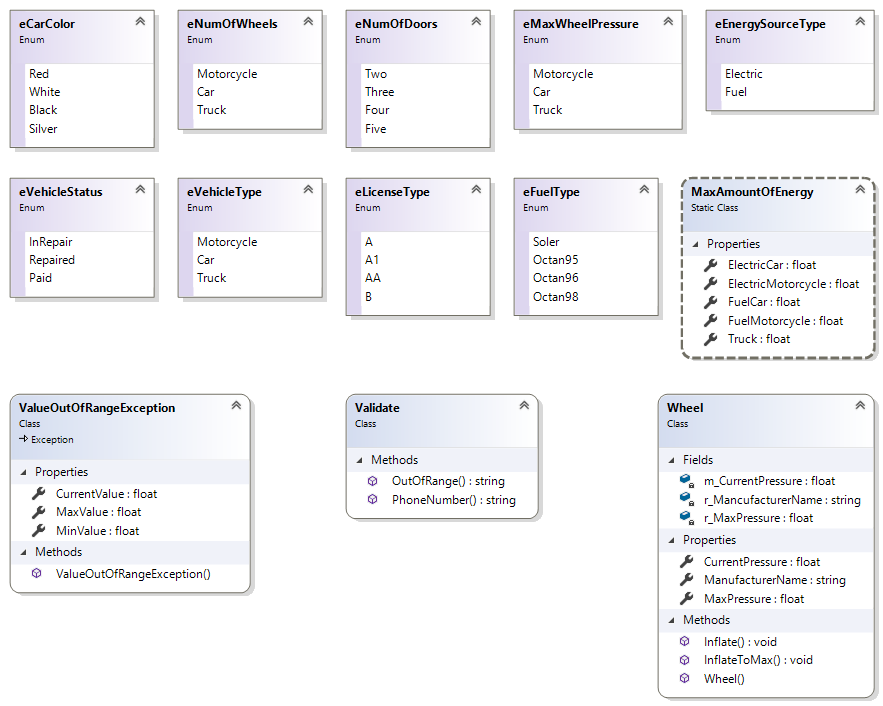 eCarColor
Enum
Red
White
Black
Silver
eNumOfWheels
Enum
Motorcycle
Car
Truck
eNumOfDoors
Enum
Two
Three
Four
Five
eMaxWheelPressure
Enum
Motorcycle
Car
Truck
eEnergySourceType
Enum
Electric
Fuel
eVehicleStatus
Enum
InRepair
Repaired
Paid
eVehicleType
Enum
Motorcycle
Car
Truck
eLicenseType
Enum
A
A1
AA
B
eFuelType
Enum
Soler
Octan95
Octan96
Octan98
MaxAmountOfEnergy
Static Class
Properties
ElectricCar : float
ElectricMotorcycle : float
FuelCar : float
FuelMotorcycle : float
Truck : float
ValueOutOfRangeException
Class
Exception
Properties
CurrentValue : float
MaxValue : float
MinValue : float
Methods
ValueOutOfRangeException()
Validate
Class
Methods
OutOfRange() : string
PhoneNumber() : string
Wheel
Class
Fields
m_CurrentPressure : float
r_MancufacturerName : string
r_MaxPressure : float
Properties
CurrentPressure : float
ManufacturerName : string
MaxPressure : float
Methods
Inflate() : void
InflateToMax() : void
Wheel()